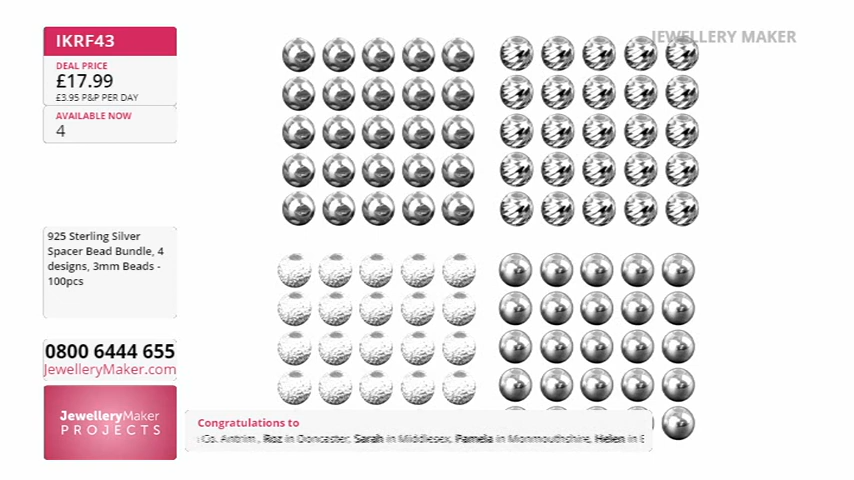 IKRF43
DEAL PRICE
£17.99
£3.95 P&P PER DAY
AVAILABLE NOW
4
925 Sterling Silver
Spacer Bead Bundle, 4
designs, 3mm Beads -
100pcs
0800 6444 655
JewelleryMaker.com
JewelleryMaker
PROJECTS
JEWELLERY MAKER
Congratulations to
Co. Antrim, Roz in Doncaster, Sarah in Middlesex, Pamela in Monmouthshire, Helen in